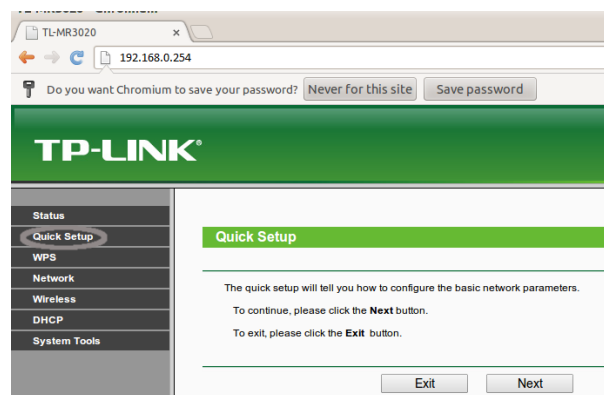 TL-MR3020 - Chromium
TL-MR3020 ×
192.168.0.254
Do you want Chromium to save your password? Never for this site Save password
TP-LINK®
Status
Quick Setup
WPS
Network
Wireless
DHCP
System Tools
Quick Setup
The quick setup will tell you how to configure the basic network parameters.
To continue, please click the Next button.
To exit, please click the Exit button.
Exit Next